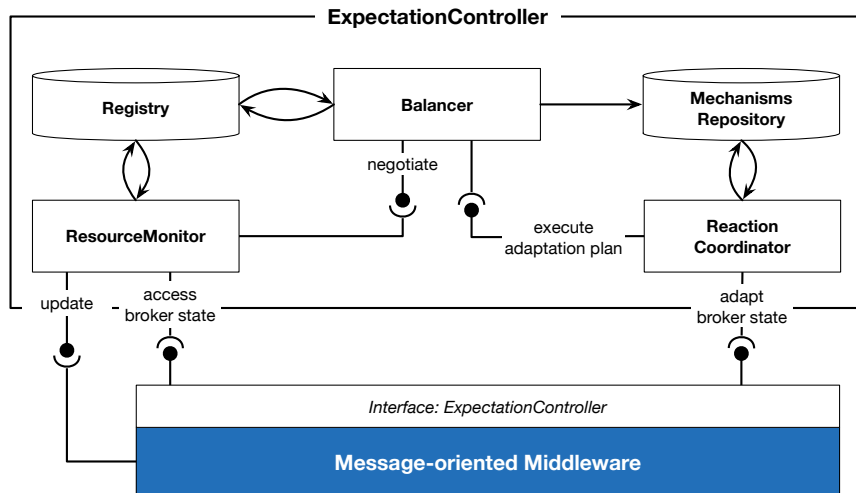 ExpectationController
Registry
Balancer
Mechanisms
Repository
negotiate
ResourceMonitor
execute
adaptation plan
Reaction
Coordinator
update
access
broker state
adapt
broker state
Interface: ExpectationController
Message-oriented Middleware